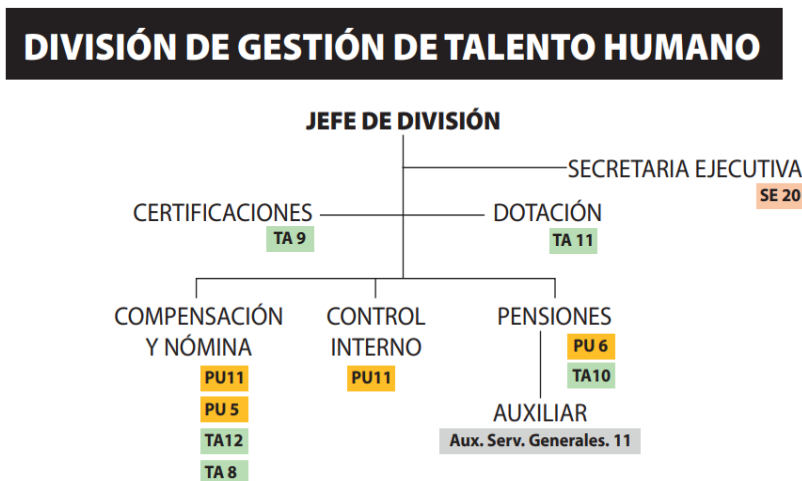 DIVISIÓN DE GESTIÓN DE TALENTO HUMANO
JEFE DE DIVISIÓN
SECRETARIA EJECUTIVA
SE 20
CERTIFICACIONES
TA 9
DOTACIÓN
TA 11
COMPENSACIÓN
Y NÓMINA
PU11
PU 5
TA12
TA 8
CONTROL
INTERNO
PU11
PENSIONES
PU 6
TA10
AUXILIAR
Aux. Serv. Generales. 11